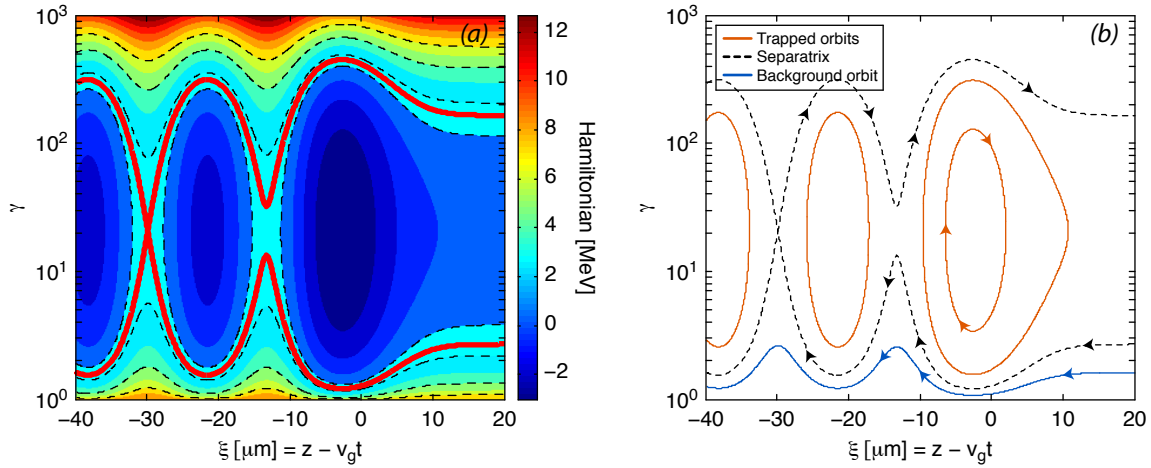 (a)
10³
10²
10¹
10⁰
γ
−40 −30 −20 −10 0 10 20
ξ [μm] = z − v_g t
12
10
8
6
4
2
0
−2
Hamiltonian [MeV]
(b)
Trapped orbits
Separatrix
Background orbit
10³
10²
10¹
10⁰
γ
−40 −30 −20 −10 0 10 20
ξ [μm] = z − v_g t